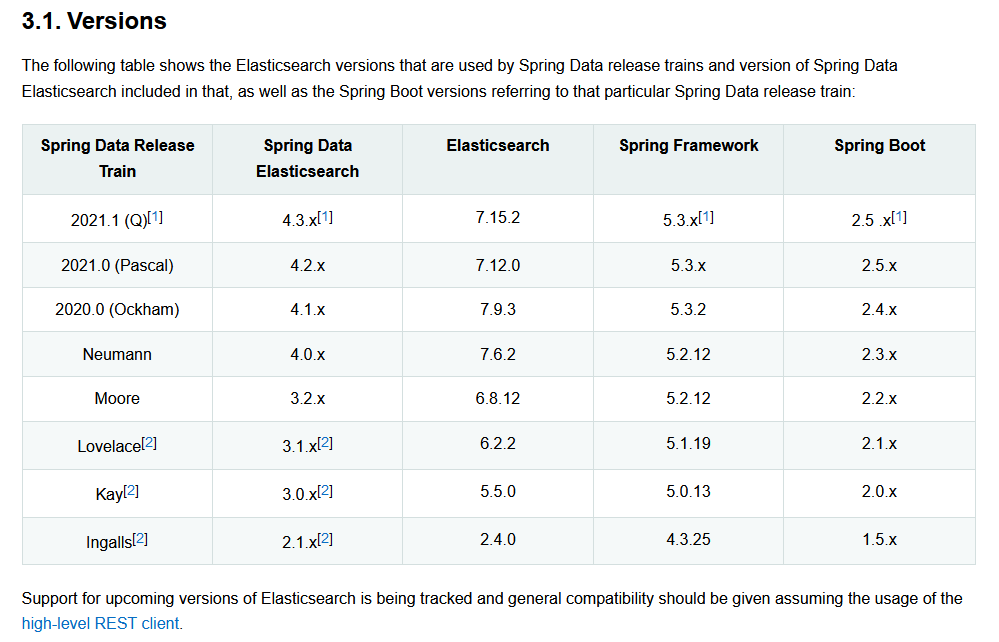 3.1. Versions
The following table shows the Elasticsearch versions that are used by Spring Data release trains and version of Spring Data
Elasticsearch included in that, as well as the Spring Boot versions referring to that particular Spring Data release train:
Spring Data Release Train Spring Data Elasticsearch Elasticsearch Spring Framework Spring Boot
2021.1 (Q)[1] 4.3.x[1] 7.15.2 5.3.x[1] 2.5 .x[1]
2021.0 (Pascal) 4.2.x 7.12.0 5.3.x 2.5.x
2020.0 (Ockham) 4.1.x 7.9.3 5.3.2 2.4.x
Neumann 4.0.x 7.6.2 5.2.12 2.3.x
Moore 3.2.x 6.8.12 5.2.12 2.2.x
Lovelace[2] 3.1.x[2] 6.2.2 5.1.19 2.1.x
Kay[2] 3.0.x[2] 5.5.0 5.0.13 2.0.x
Ingalls[2] 2.1.x[2] 2.4.0 4.3.25 1.5.x
Support for upcoming versions of Elasticsearch is being tracked and general compatibility should be given assuming the usage of the
high-level REST client.